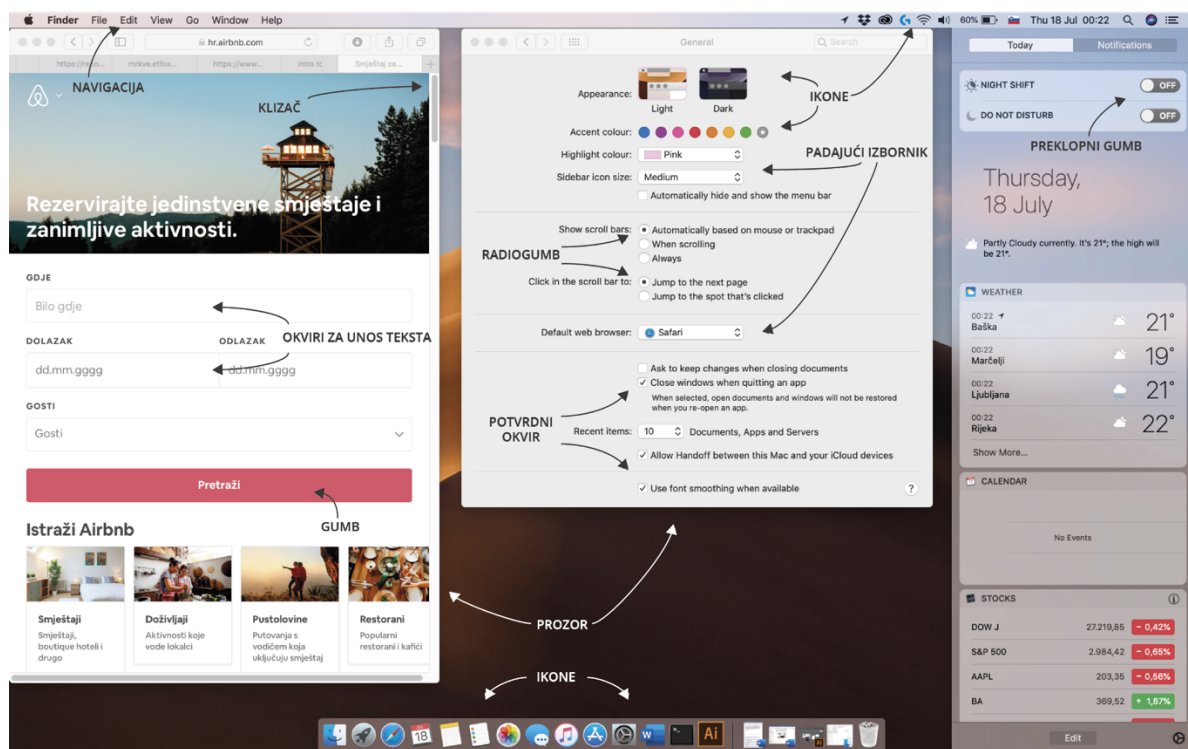 Finder File Edit View Go Window Help
60% Thu 18 Jul 00:22
hr.airbnb.com
mrkve.etfos...
https://www...
intro to
Smještaj za...
NAVIGACIJA
KLIZAČ
Rezervirajte jedinstvene smještaje i
zanimljive aktivnosti.
GDJE
Bilo gdje
OKVIRI ZA UNOS TEKSTA
DOLAZAK ODLAZAK
dd.mm.gggg dd.mm.gggg
GOSTI
Gosti
Pretraži
GUMB
Istraži Airbnb
Smještaji
Smještaji,
boutique hoteli i
drugo
Doživljaji
Aktivnosti koje
vode lokalci
Pustolovine
Putovanja s
vodičem koja
uključuju smještaj
Restorani
Popularni
restorani i kafići
General
Search
Appearance:
Light Dark
IKONE
Accent colour:
Highlight colour: Pink
PADAJUĆI IZBORNIK
Sidebar icon size: Medium
Automatically hide and show the menu bar
Show scroll bars: Automatically based on mouse or trackpad
When scrolling
Always
RADIOGUMB
Click in the scroll bar to: Jump to the next page
Jump to the spot that's clicked
Default web browser: Safari
Ask to keep changes when closing documents
Close windows when quitting an app
When selected, open documents and windows will not be restored
when you re-open an app.
POTVRDNI
OKVIR
Recent items: 10 Documents, Apps and Servers
Allow Handoff between this Mac and your iCloud devices
Use font smoothing when available
?
PROZOR
IKONE
18
W
Ai
Today Notifications
NIGHT SHIFT OFF
DO NOT DISTURB OFF
PREKLOPNI GUMB
Thursday,
18 July
Partly Cloudy currently. It's 21°; the high will
be 21°.
WEATHER
00:22
Baška 21°
00:22
Marčelji 19°
00:22
Ljubljana 21°
00:22
Rijeka 22°
Show More...
CALENDAR
No Events
STOCKS
DOW J 27.219,85 - 0,42%
S&P 500 2.984,42 - 0,65%
AAPL 203,35 - 0,56%
BA 369,52 + 1,87%
Edit